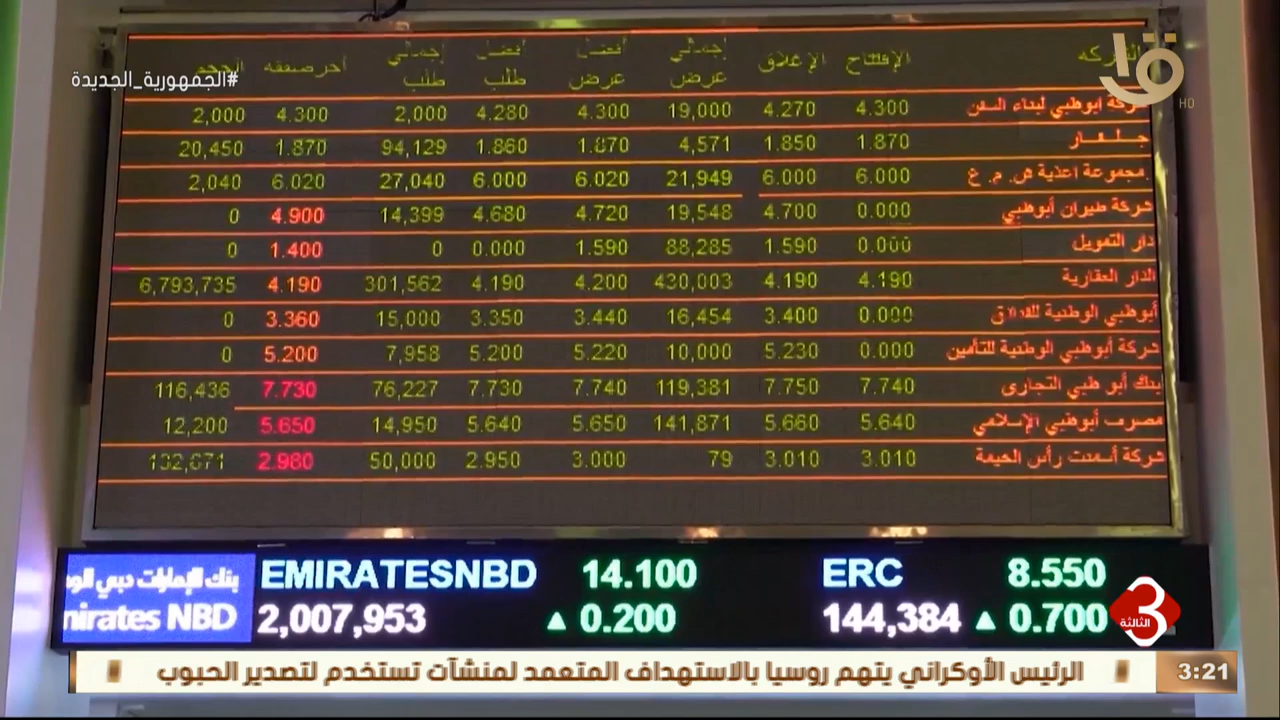 #الجمهورية_الجديدة
HD
الشركه الإفتتاح الإغلاق إجمالي عرض أفضل عرض أفضل طلب إجمالي طلب أخر صفقه الحجم
شركة أبوظبي لبناء السفن 4.300 4.270 19,000 4.300 4.280 2,000 4.300 2,000
جلفار 1.870 1.850 4,571 1.870 1.860 94,129 1.870 20,450
مجموعة اغذية ش. م. ع 6.000 6.000 21,949 6.020 6.000 27,040 6.020 2,040
شركة طيران أبوظبي 0.000 4.700 19,548 4.720 4.680 14,399 4.900 0
دار التمويل 0.000 1.590 88,285 1.590 0.000 0 1.400 0
الدار العقارية 4.190 4.190 430,003 4.200 4.190 301,562 4.190 6,793,735
أبوظبي الوطنية للفنادق 0.000 3.400 16,454 3.440 3.350 15,000 3.360 0
شركة أبوظبي الوطنية للتأمين 0.000 5.230 10,000 5.220 5.200 7,958 5.200 0
بنك أبو ظبي التجارى 7.740 7.750 119,381 7.740 7.730 76,227 7.730 116,436
مصرف أبوظبي الإسلامي 5.640 5.660 141,871 5.650 5.640 14,950 5.650 12,200
شركة أسمنت رأس الخيمة 3.010 3.010 79 3.000 2.950 50,000 2.980 132,671
بنك الإمارات دبي الو
EMIRATESNBD 14.100 ERC 8.550
mirates NBD 2,007,953 ▲ 0.200 144,384 ▲ 0.700
3 الثالثة
الرئيس الأوكراني يتهم روسيا بالاستهداف المتعمد لمنشآت تستخدم لتصدير الحبوب
3:21